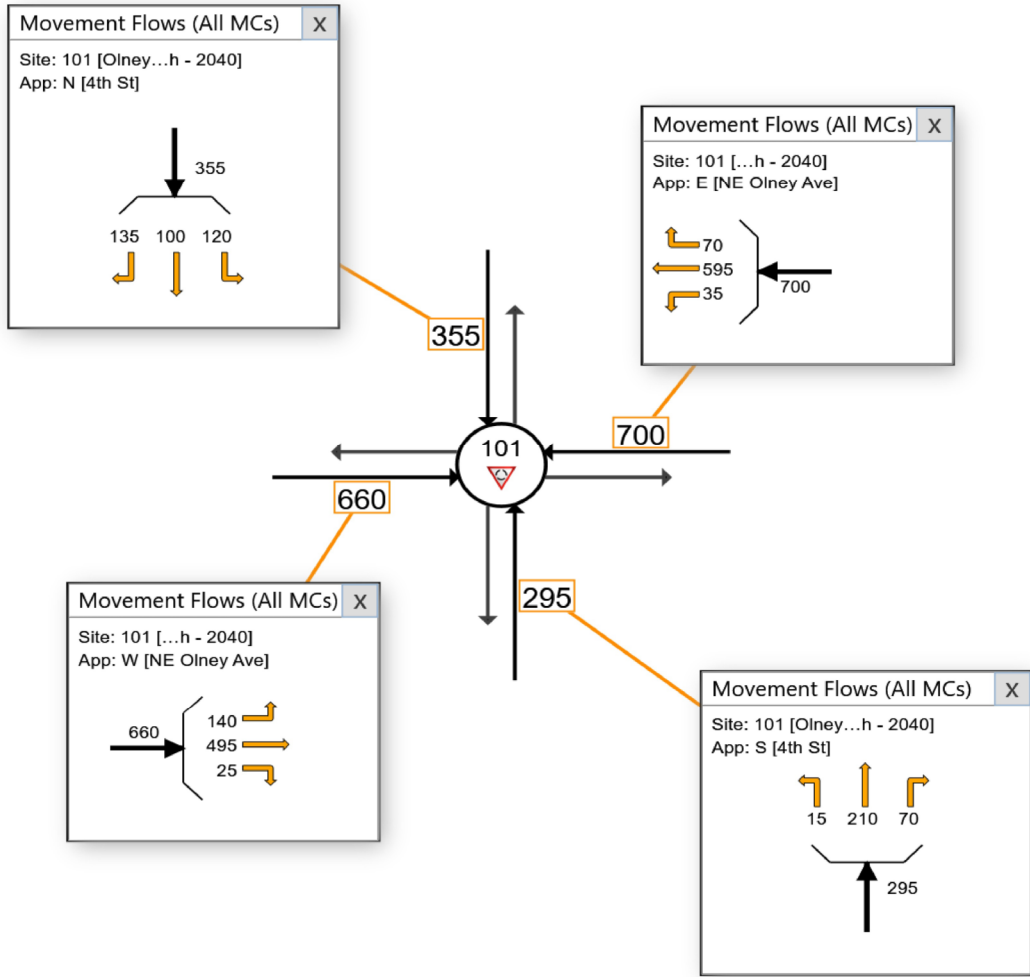 Movement Flows (All MCs) X
Site: 101 [Olney...h - 2040]
App: N [4th St]
355
135 100 120
Movement Flows (All MCs) X
Site: 101 [...h - 2040]
App: E [NE Olney Ave]
70
595
35
700
355
700
101
660
295
Movement Flows (All MCs) X
Site: 101 [...h - 2040]
App: W [NE Olney Ave]
660
140
495
25
Movement Flows (All MCs) X
Site: 101 [Olney...h - 2040]
App: S [4th St]
15 210 70
295